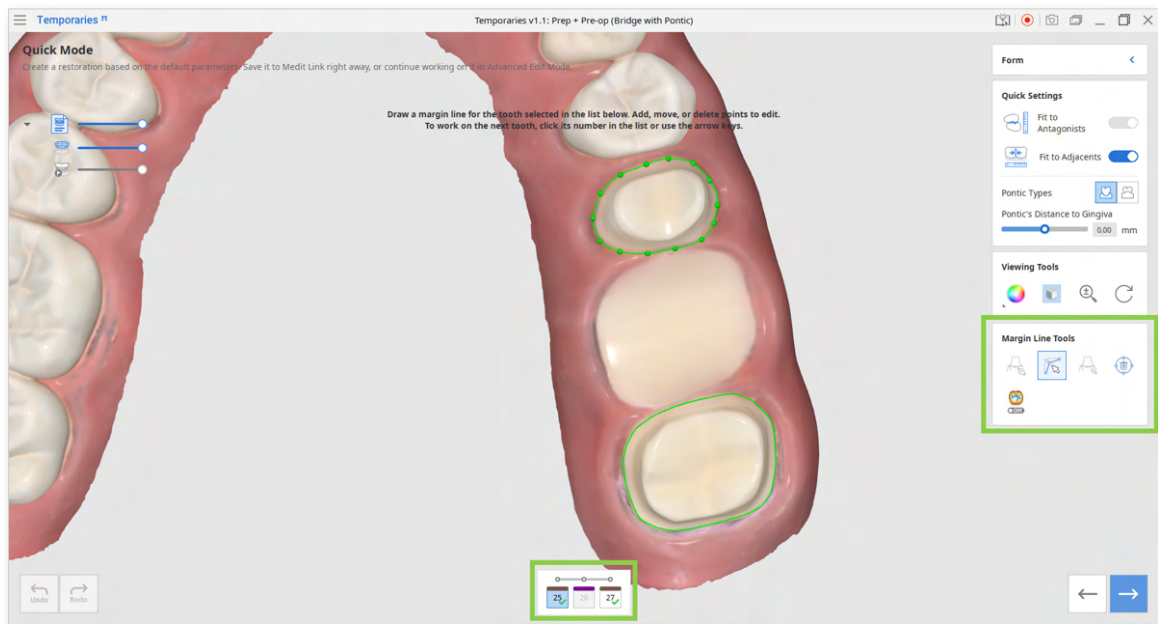 Temporaries
Temporaries v1.1: Prep + Pre-op (Bridge with Pontic)
Quick Mode
Create a restoration based on the default parameters. Save it to Medit Link right away, or continue working on it in Advanced Edit Mode.
Draw a margin line for the tooth selected in the list below. Add, move, or delete points to edit.
To work on the next tooth, click its number in the list or use the arrow keys.
Form
Quick Settings
Fit to
Antagonists
Fit to Adjacents
Pontic Types
Pontic's Distance to Gingiva
0.00 mm
Viewing Tools
Margin Line Tools
Undo
Redo
25 26 27